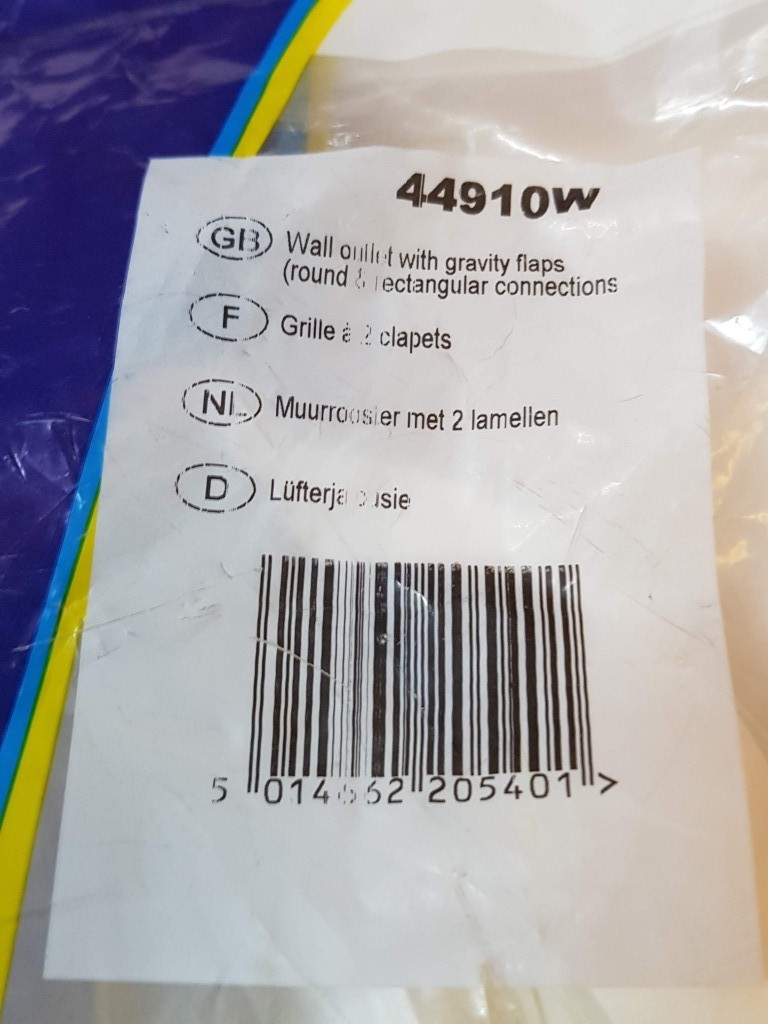 44910W
GB Wall outlet with gravity flaps
(round & rectangular connections
F Grille à 2 clapets
NL Muurrooster met 2 lamellen
D Lüfterjalousie
5 014662 205401 >